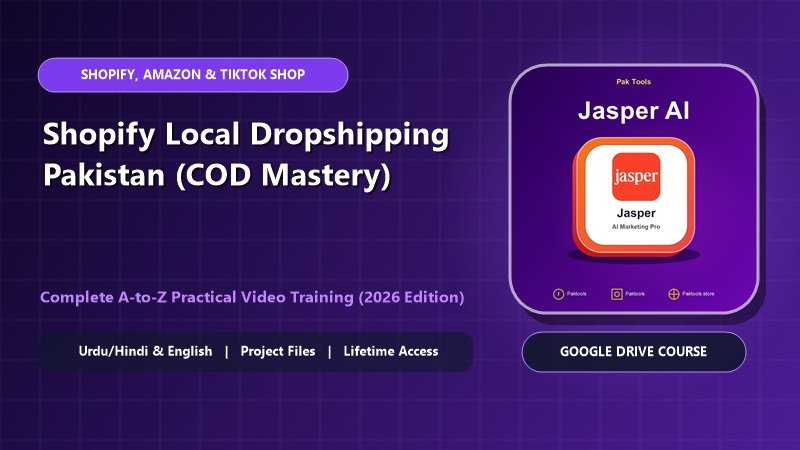 SHOPIFY, AMAZON & TIKTOK SHOP
Shopify Local Dropshipping
Pakistan (COD Mastery)
Complete A-to-Z Practical Video Training (2026 Edition)
Urdu/Hindi & English | Project Files | Lifetime Access
Pak Tools
Jasper AI
jasper
Jasper
AI Marketing Pro
Paktools
Paktools
Paktools.store
GOOGLE DRIVE COURSE